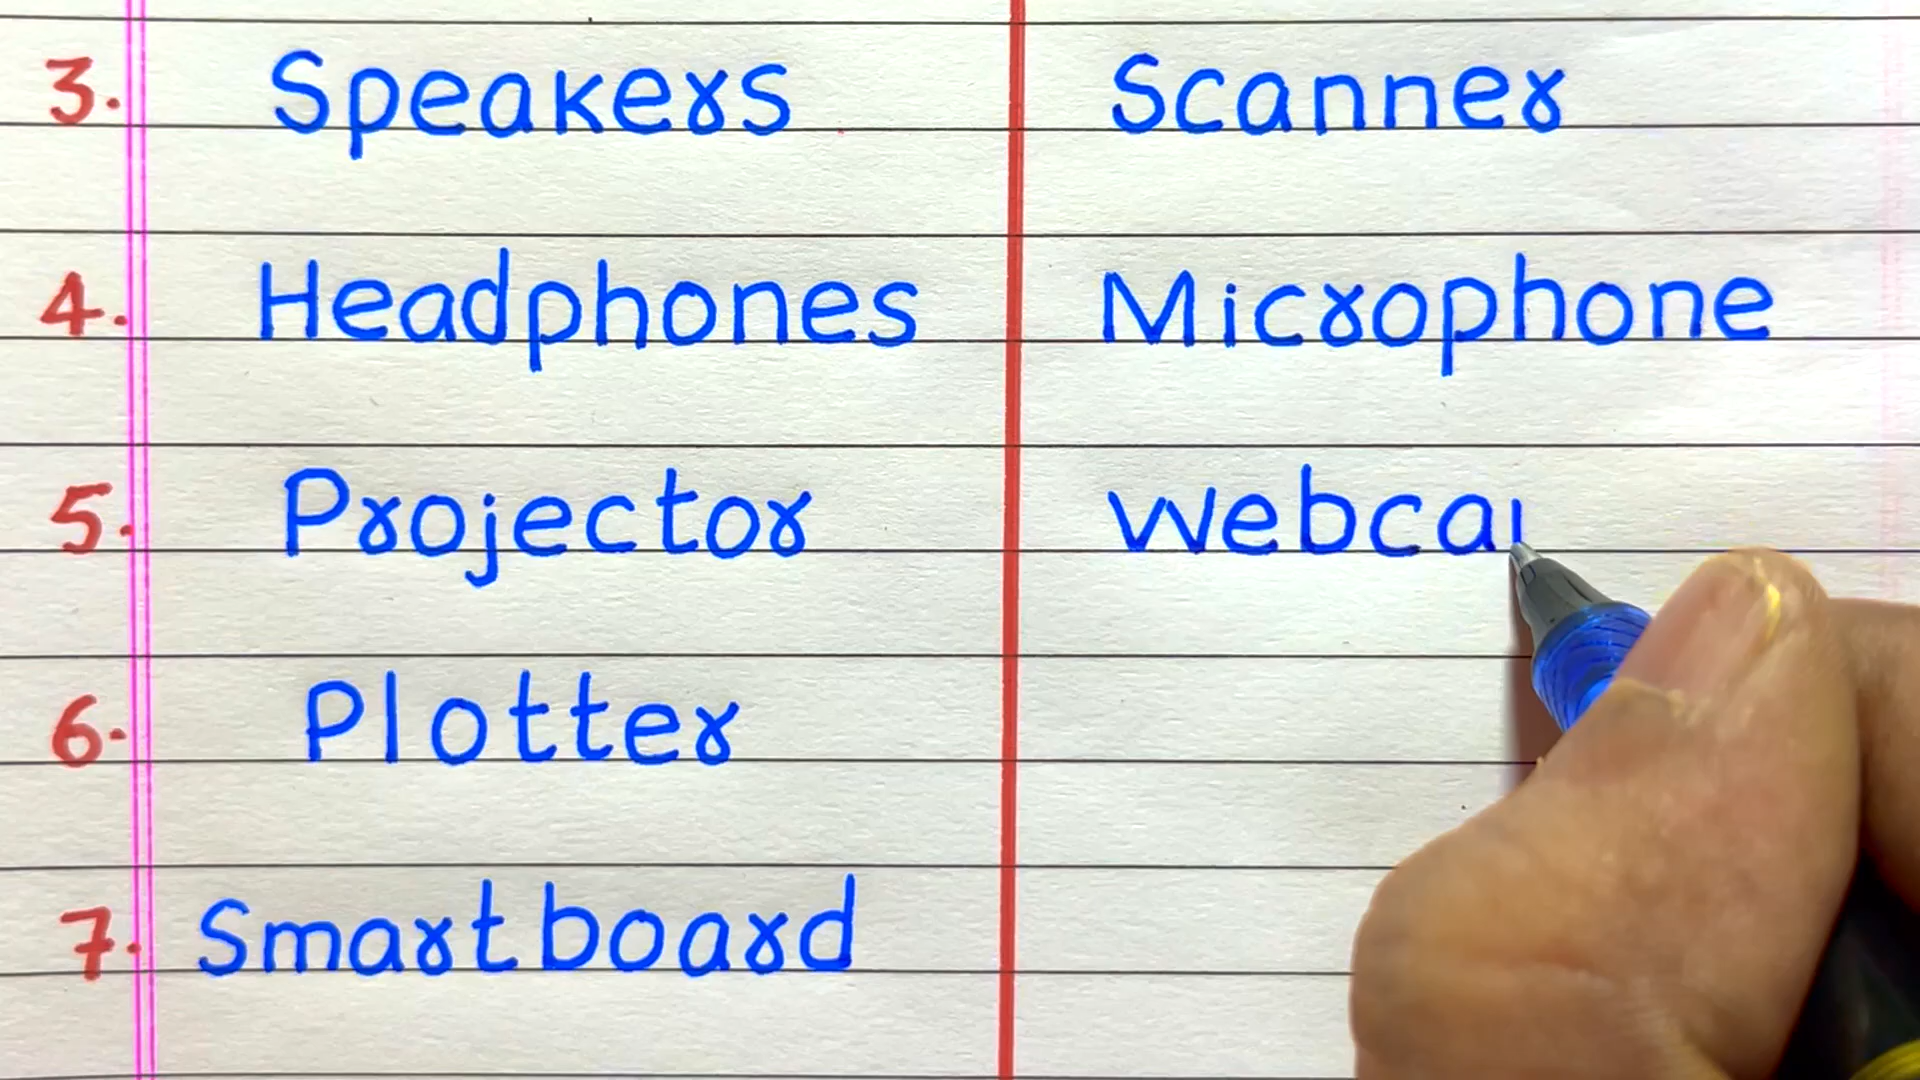 3. Speakers Scanner
4. Headphones Microphone
5. Projector Webca
6. Plotter
7. Smartboard